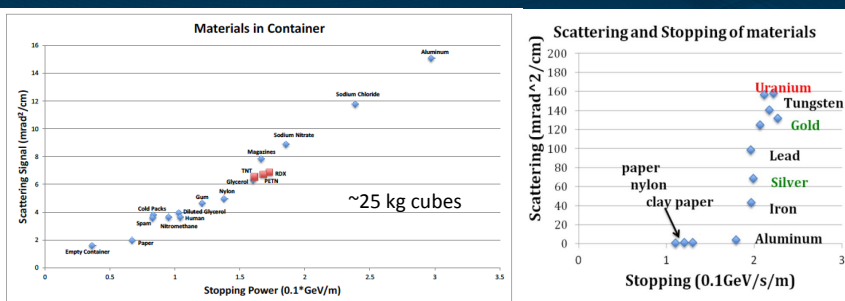 Materials in Container
Scattering Signal (mrad²/cm)
16
14
12
10
8
6
4
2
0
Aluminum
Sodium Chloride
Sodium Nitrate
Magazines
TNT
RDX
Glycerol
PETN
Nylon
Gum
Cold Packs
Diluted Glycerol
Spam
Human
Nitromethane
Paper
Empty Container
~25 kg cubes
0
0.5
1
1.5
2
2.5
3
3.5
Stopping Power (0.1*GeV/m)
Scattering and Stopping of materials
Scattering (mrad^2/cm)
200
180
160
140
120
100
80
60
40
20
0
Uranium
Tungsten
Gold
Lead
Silver
Iron
Aluminum
paper
nylon
clay paper
1
2
3
Stopping (0.1GeV/s/m)